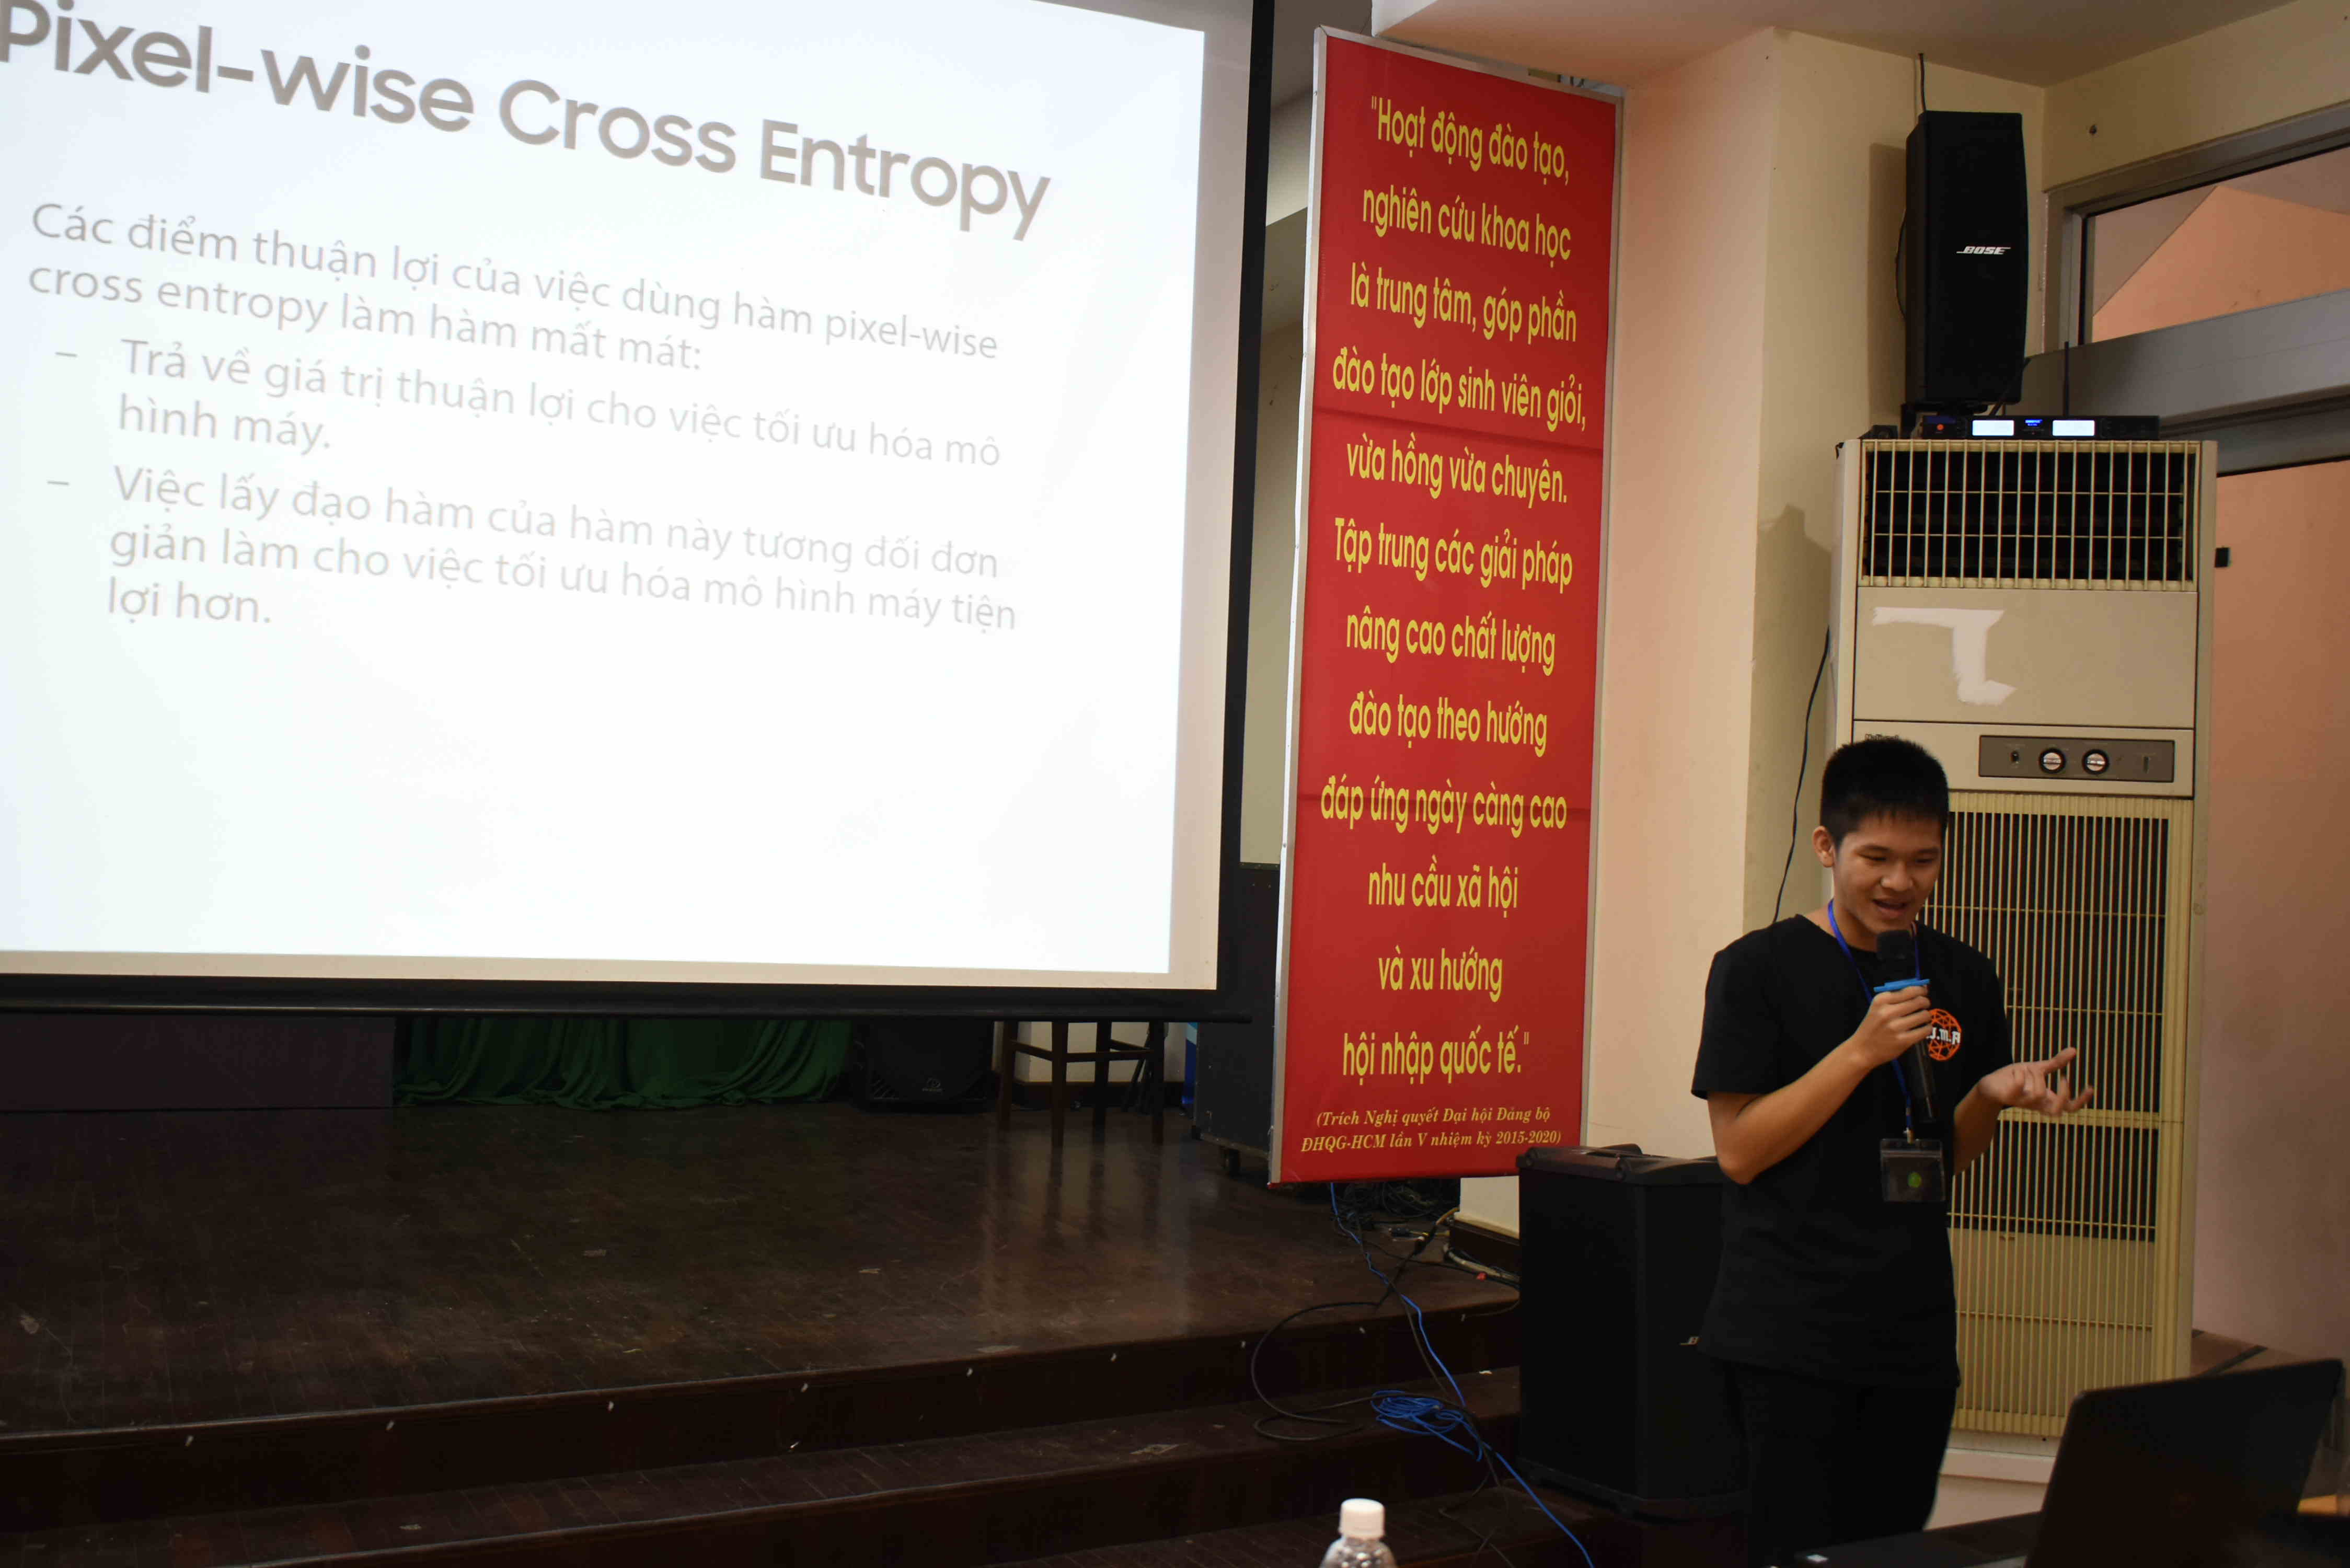 Pixel-wise Cross Entropy
Các điểm thuận lợi của việc dùng hàm pixel-wise
cross entropy làm hàm mất mát:
– Trả về giá trị thuận lợi cho việc tối ưu hóa mô
hình máy.
– Việc lấy đạo hàm của hàm này tương đối đơn
giản làm cho việc tối ưu hóa mô hình máy tiện
lợi hơn.
"Hoạt động đào tạo,
nghiên cứu khoa học
là trung tâm, góp phần
đào tạo lớp sinh viên giỏi,
vừa hồng vừa chuyên.
Tập trung các giải pháp
nâng cao chất lượng
đào tạo theo hướng
đáp ứng ngày càng cao
nhu cầu xã hội
và xu hướng
hội nhập quốc tế."
(Trích Nghị quyết Đại hội Đảng bộ
ĐHQG-HCM lần V nhiệm kỳ 2015-2020)
BOSE